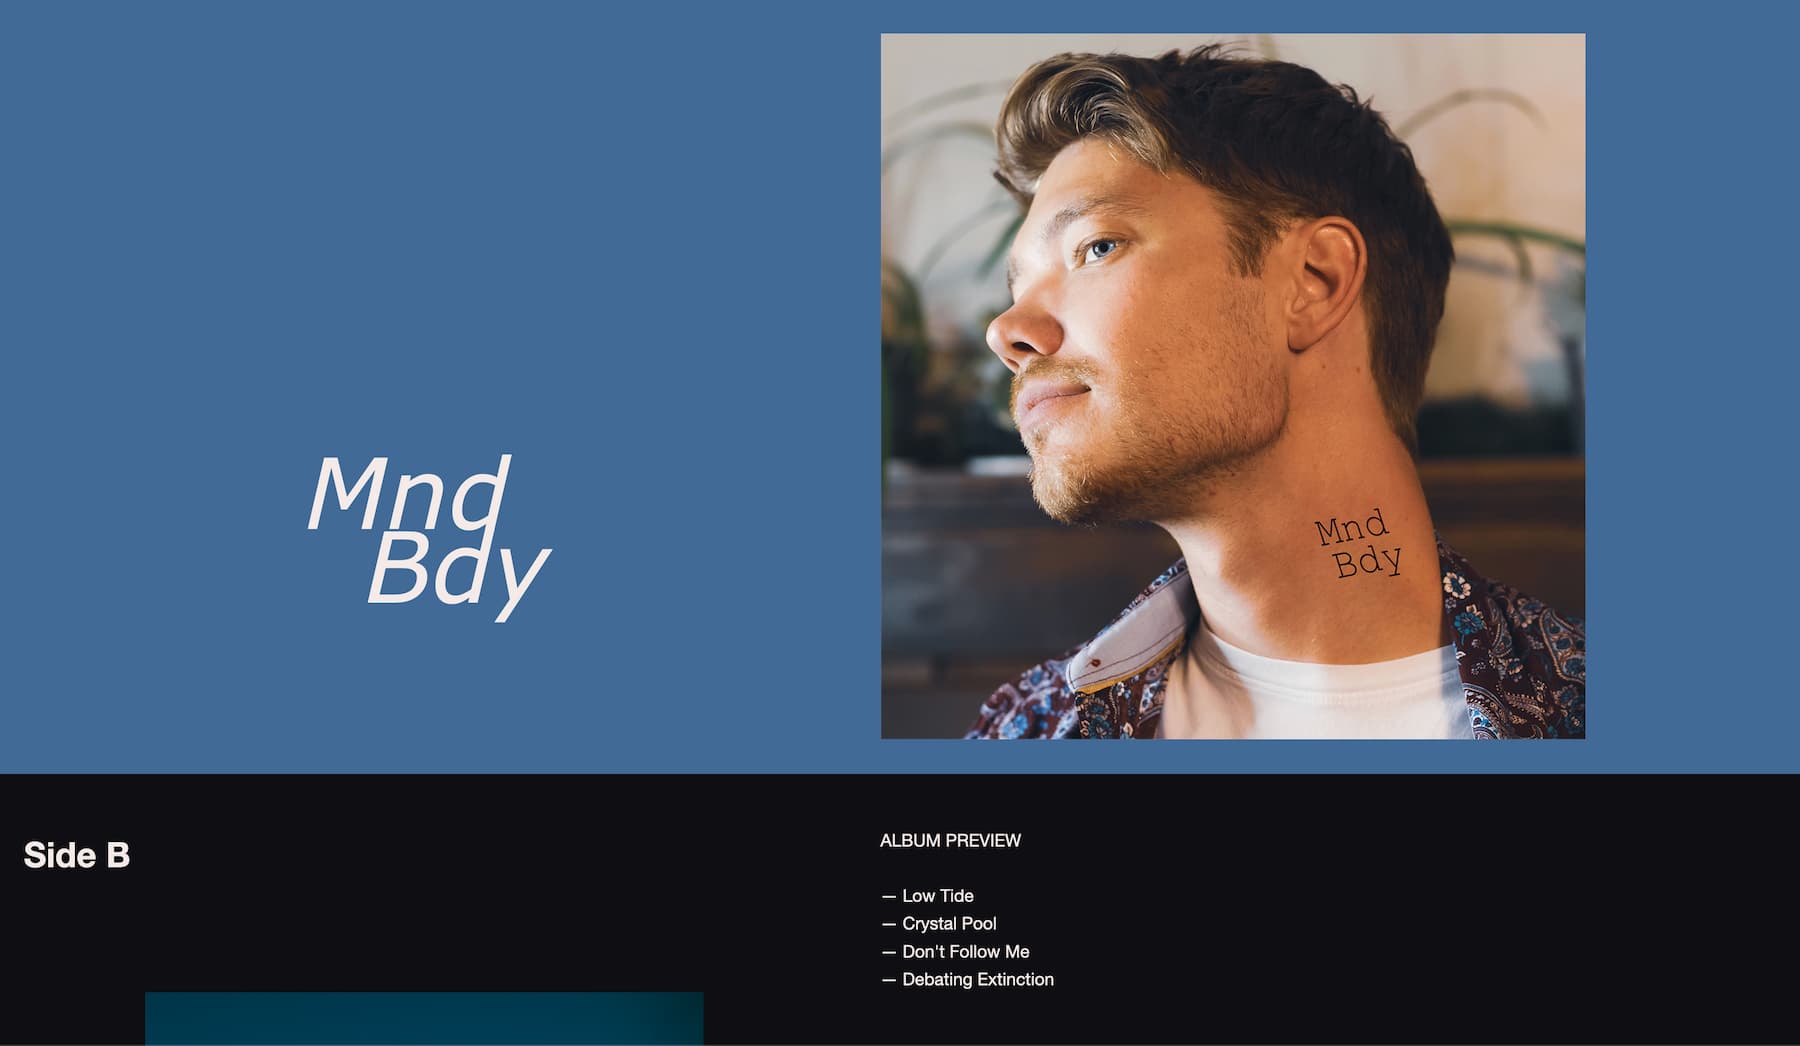 Mnd
Bdy
Mnd
Bdy
Side B
ALBUM PREVIEW
— Low Tide
— Crystal Pool
— Don't Follow Me
— Debating Extinction